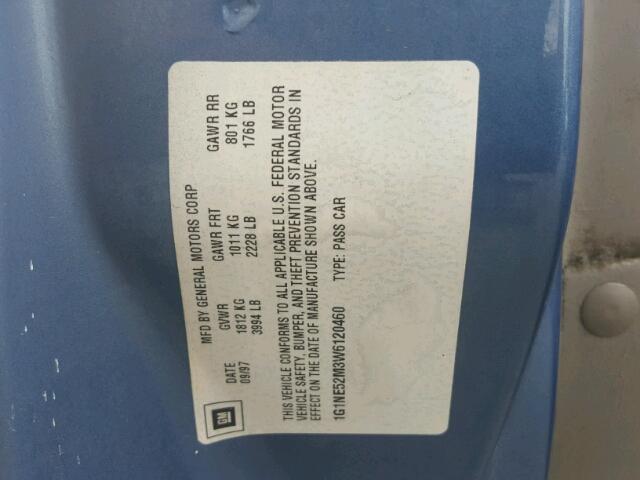 GM
MFD BY GENERAL MOTORS CORP
DATE GVWR GAWR FRT GAWR RR
09/97 1812 KG 1011 KG 801 KG
3994 LB 2228 LB 1766 LB
THIS VEHICLE CONFORMS TO ALL APPLICABLE U.S. FEDERAL MOTOR
VEHICLE SAFETY, BUMPER, AND THEFT PREVENTION STANDARDS IN
EFFECT ON THE DATE OF MANUFACTURE SHOWN ABOVE.
1G1NE52M3W6120460 TYPE: PASS CAR